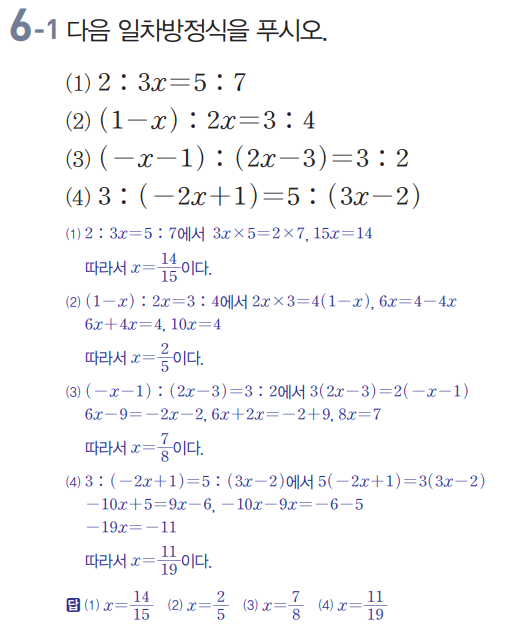 6-1 다음 일차방정식을 푸시오.
(1) 2 : 3x=5 : 7
(2) (1-x) : 2x=3 : 4
(3) (-x-1) : (2x-3)=3 : 2
(4) 3 : (-2x+1)=5 : (3x-2)
(1) 2 : 3x=5 : 7에서 3x×5=2×7, 15x=14
따라서 x=14/15이다.
(2) (1-x) : 2x=3 : 4에서 2x×3=4(1-x), 6x=4-4x
6x+4x=4, 10x=4
따라서 x=2/5이다.
(3) (-x-1) : (2x-3)=3 : 2에서 3(2x-3)=2(-x-1)
6x-9=-2x-2, 6x+2x=-2+9, 8x=7
따라서 x=7/8이다.
(4) 3 : (-2x+1)=5 : (3x-2)에서 5(-2x+1)=3(3x-2)
-10x+5=9x-6, -10x-9x=-6-5
-19x=-11
따라서 x=11/19이다.
답 (1) x=14/15 (2) x=2/5 (3) x=7/8 (4) x=11/19